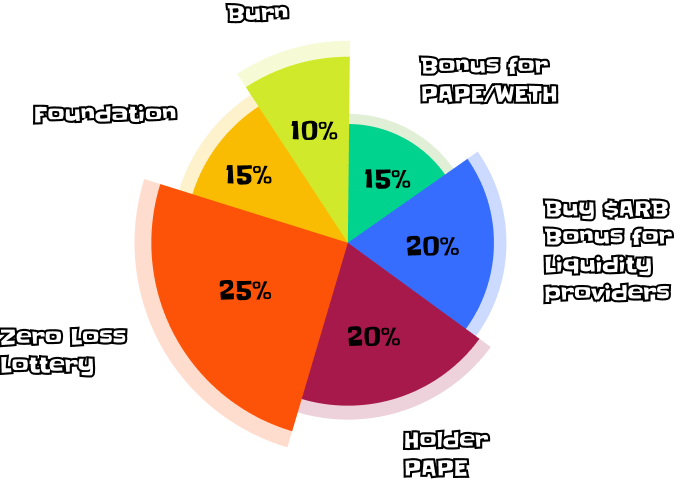 Burn
Bonus for
PAPE/WETH
Foundation
10%
15%
15%
Buy $ARB
Bonus for
Liquidity
providers
20%
25%
20%
Zero Loss
Lottery
Holder
PAPE